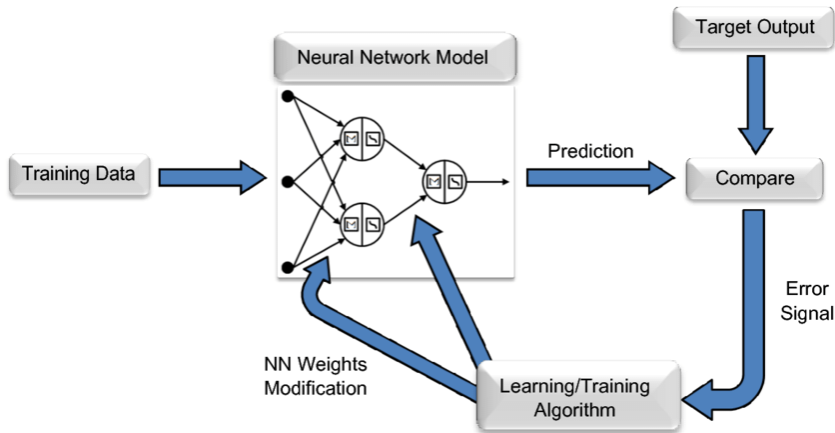 Target Output
Neural Network Model
Training Data
Prediction
Compare
Error
Signal
NN Weights
Modification
Learning/Training
Algorithm